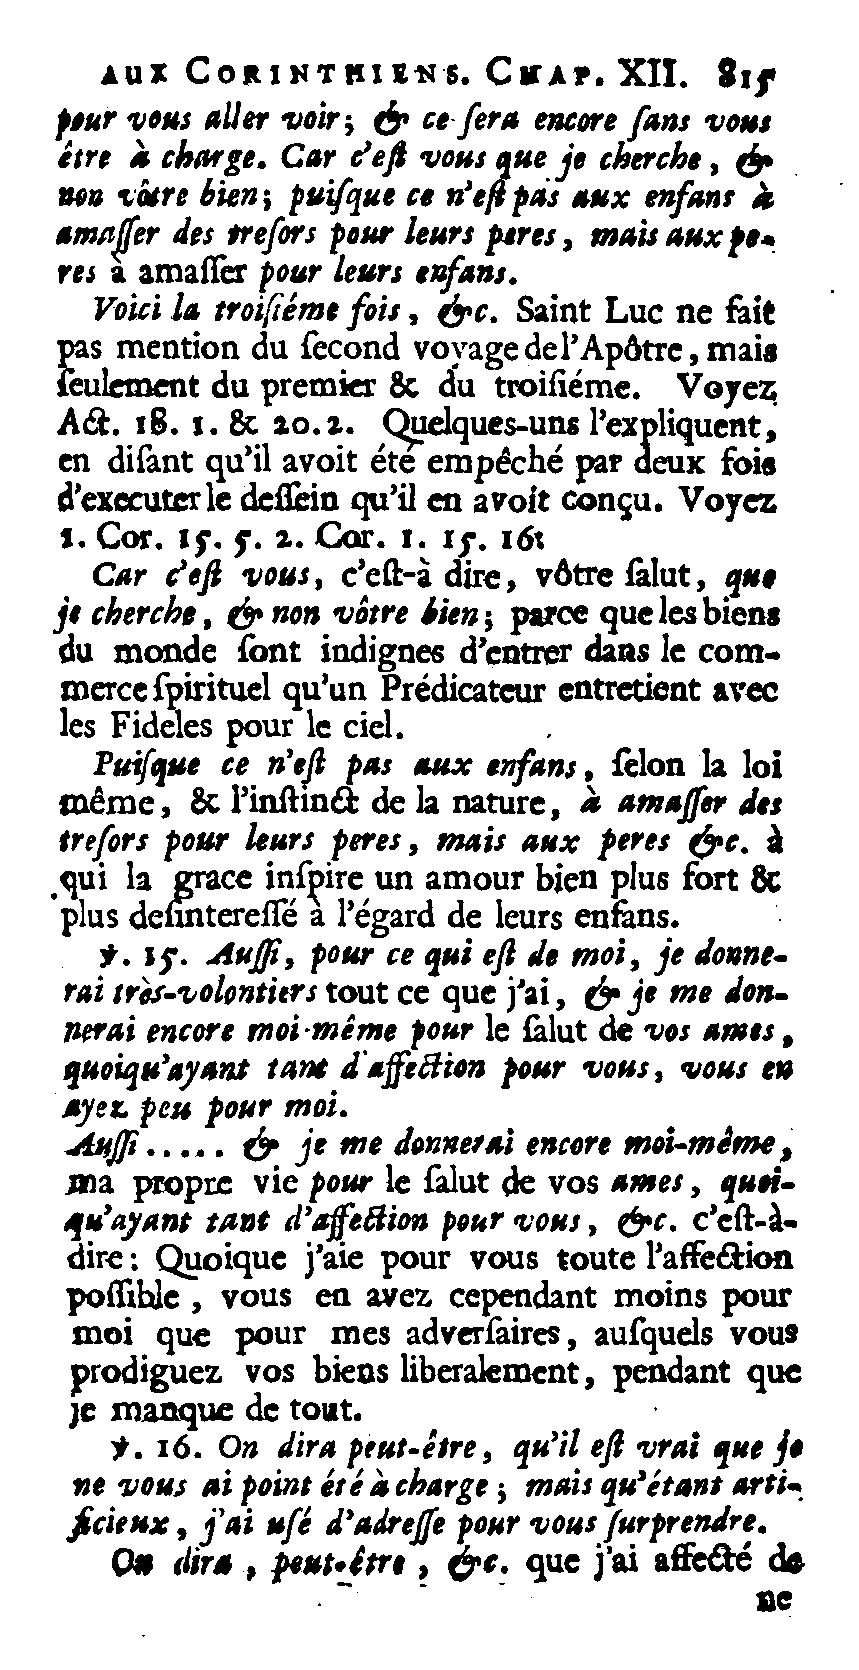 AUX CORINTHIENS. CHAP. XII. 815
pour vous aller voir; & ce ſera encore ſans vous
être à charge. Car c'eſt vous que je cherche, &
non vôtre bien; puiſque ce n'eſt pas aux enfans à
amaſſer des treſors pour leurs peres, mais aux pe-
res à amaſſer pour leurs enfans.
Voici la troiſiéme fois, &c. Saint Luc ne fait
pas mention du ſecond voyage de l'Apôtre, mais
ſeulement du premier & du troiſiéme. Voyez
Act. 18. 1. & 20. 2. Quelques-uns l'expliquent,
en diſant qu'il avoit été empêché par deux fois
d'executer le deſſein qu'il en avoit conçu. Voyez
1. Cor. 15. 5. 2. Cor. 1. 15. 16.
Car c'eſt vous, c'eſt-à dire, vôtre ſalut, que
je cherche, & non vôtre bien; parce que les biens
du monde ſont indignes d'entrer dans le com-
merce ſpirituel qu'un Prédicateur entretient avec
les Fideles pour le ciel.
Puiſque ce n'eſt pas aux enfans, ſelon la loi
même, & l'inſtinct de la nature, à amaſſer des
treſors pour leurs peres, mais aux peres &c. à
qui la grace inſpire un amour bien plus fort &
plus deſintereſſé à l'égard de leurs enfans.
℣. 15. Auſſi, pour ce qui eſt de moi, je donne-
rai très-volontiers tout ce que j'ai, & je me don-
nerai encore moi-même pour le ſalut de vos ames,
quoiqu'ayant tant d'affection pour vous, vous en
ayez peu pour moi.
Auſſi..... & je me donnerai encore moi-même,
ma propre vie pour le ſalut de vos ames, quoi-
qu'ayant tant d'affection pour vous, &c. c'eſt-à-
dire: Quoique j'aie pour vous toute l'affection
poſſible, vous en avez cependant moins pour
moi que pour mes adverſaires, auſquels vous
prodiguez vos biens liberalement, pendant que
je manque de tout.
℣. 16. On dira peut-être, qu'il eſt vrai que je
ne vous ai point été à charge; mais qu'étant arti-
ficieux, j'ai uſé d'adreſſe pour vous ſurprendre.
On dira, peut-être, &c. que j'ai affecté de
ne